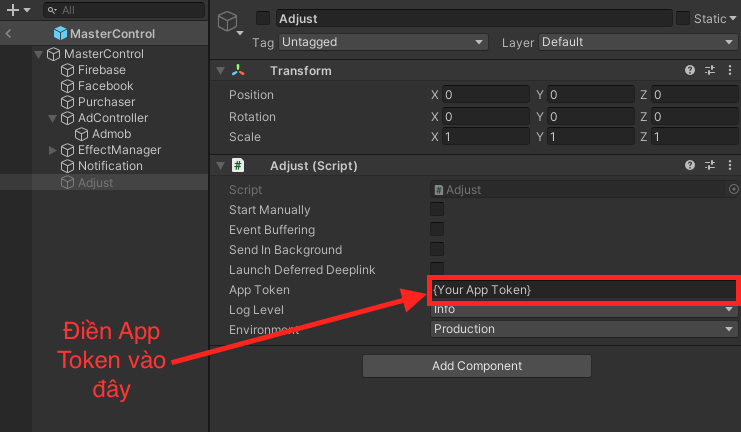 All
MasterControl
MasterControl
Firebase
Facebook
Purchaser
AdController
Admob
EffectManager
Notification
Adjust
Adjust
Static
Tag Untagged Layer Default
Transform
Position X 0 Y 0 Z 0
Rotation X 0 Y 0 Z 0
Scale X 1 Y 1 Z 1
# Adjust (Script)
Script # Adjust
Start Manually
Event Buffering
Send In Background
Launch Deferred Deeplink
App Token {Your App Token}
Log Level Info
Environment Production
Add Component
Điền App
Token vào
đây